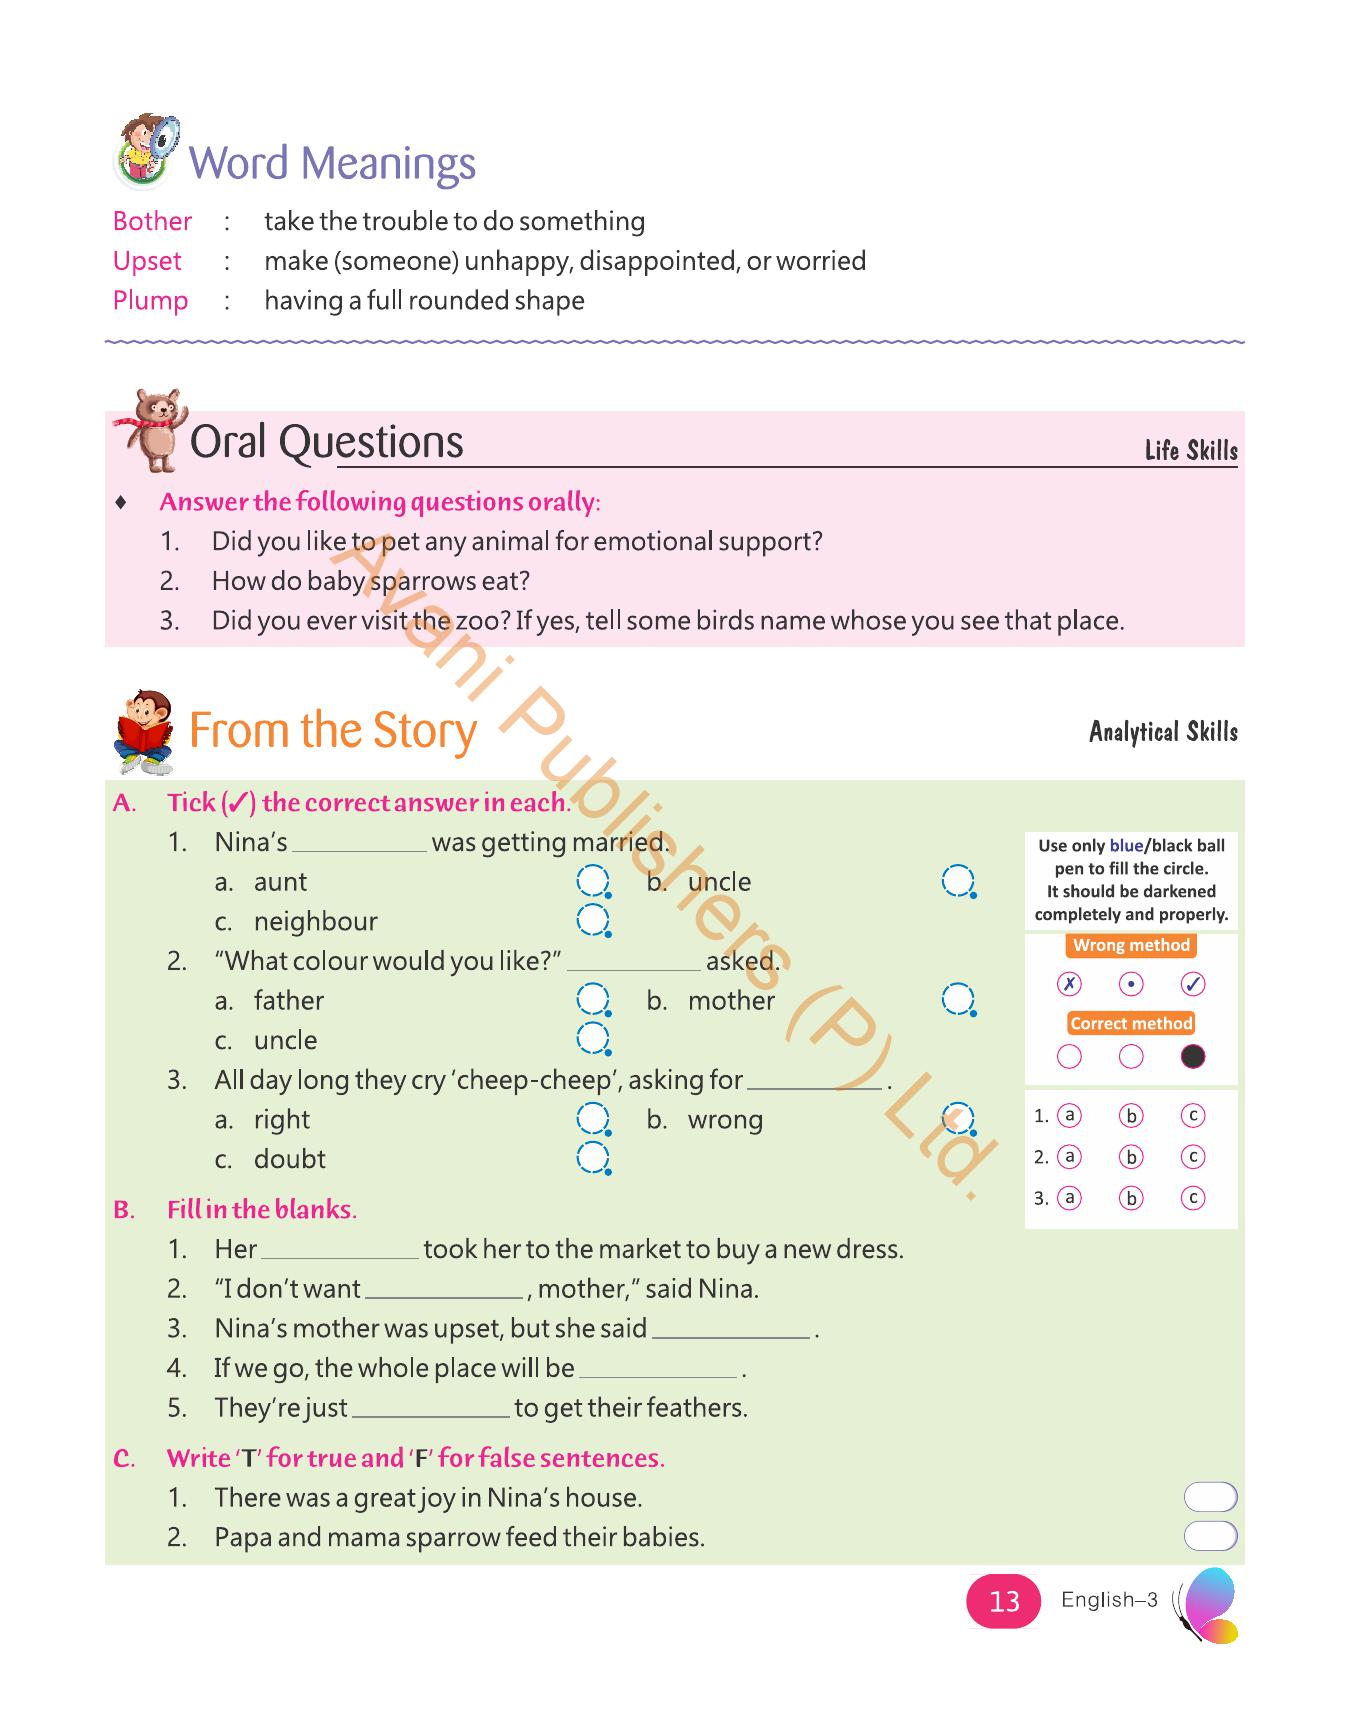 Word Meanings
Bother : take the trouble to do something
Upset : make (someone) unhappy, disappointed, or worried
Plump : having a full rounded shape
Oral Questions
Life Skills
♦ Answer the following questions orally:
1. Did you like to pet any animal for emotional support?
2. How do baby sparrows eat?
3. Did you ever visit the zoo? If yes, tell some birds name whose you see that place.
From the Story
Analytical Skills
A. Tick (✓) the correct answer in each.
1. Nina's __________ was getting married.
a. aunt b. uncle
c. neighbour
2. “What colour would you like?” __________ asked.
a. father b. mother
c. uncle
3. All day long they cry ‘cheep-cheep’, asking for __________ .
a. right b. wrong
c. doubt
Use only blue/black ball
pen to fill the circle.
It should be darkened
completely and properly.
Wrong method
✗ • ✓
Correct method
1. a b c
2. a b c
3. a b c
B. Fill in the blanks.
1. Her ____________ took her to the market to buy a new dress.
2. “I don’t want ____________ , mother,” said Nina.
3. Nina’s mother was upset, but she said ____________ .
4. If we go, the whole place will be ____________ .
5. They’re just ____________ to get their feathers.
C. Write ‘T’ for true and ‘F’ for false sentences.
1. There was a great joy in Nina’s house.
2. Papa and mama sparrow feed their babies.
13 English–3
Avani Publishers (P) Ltd.